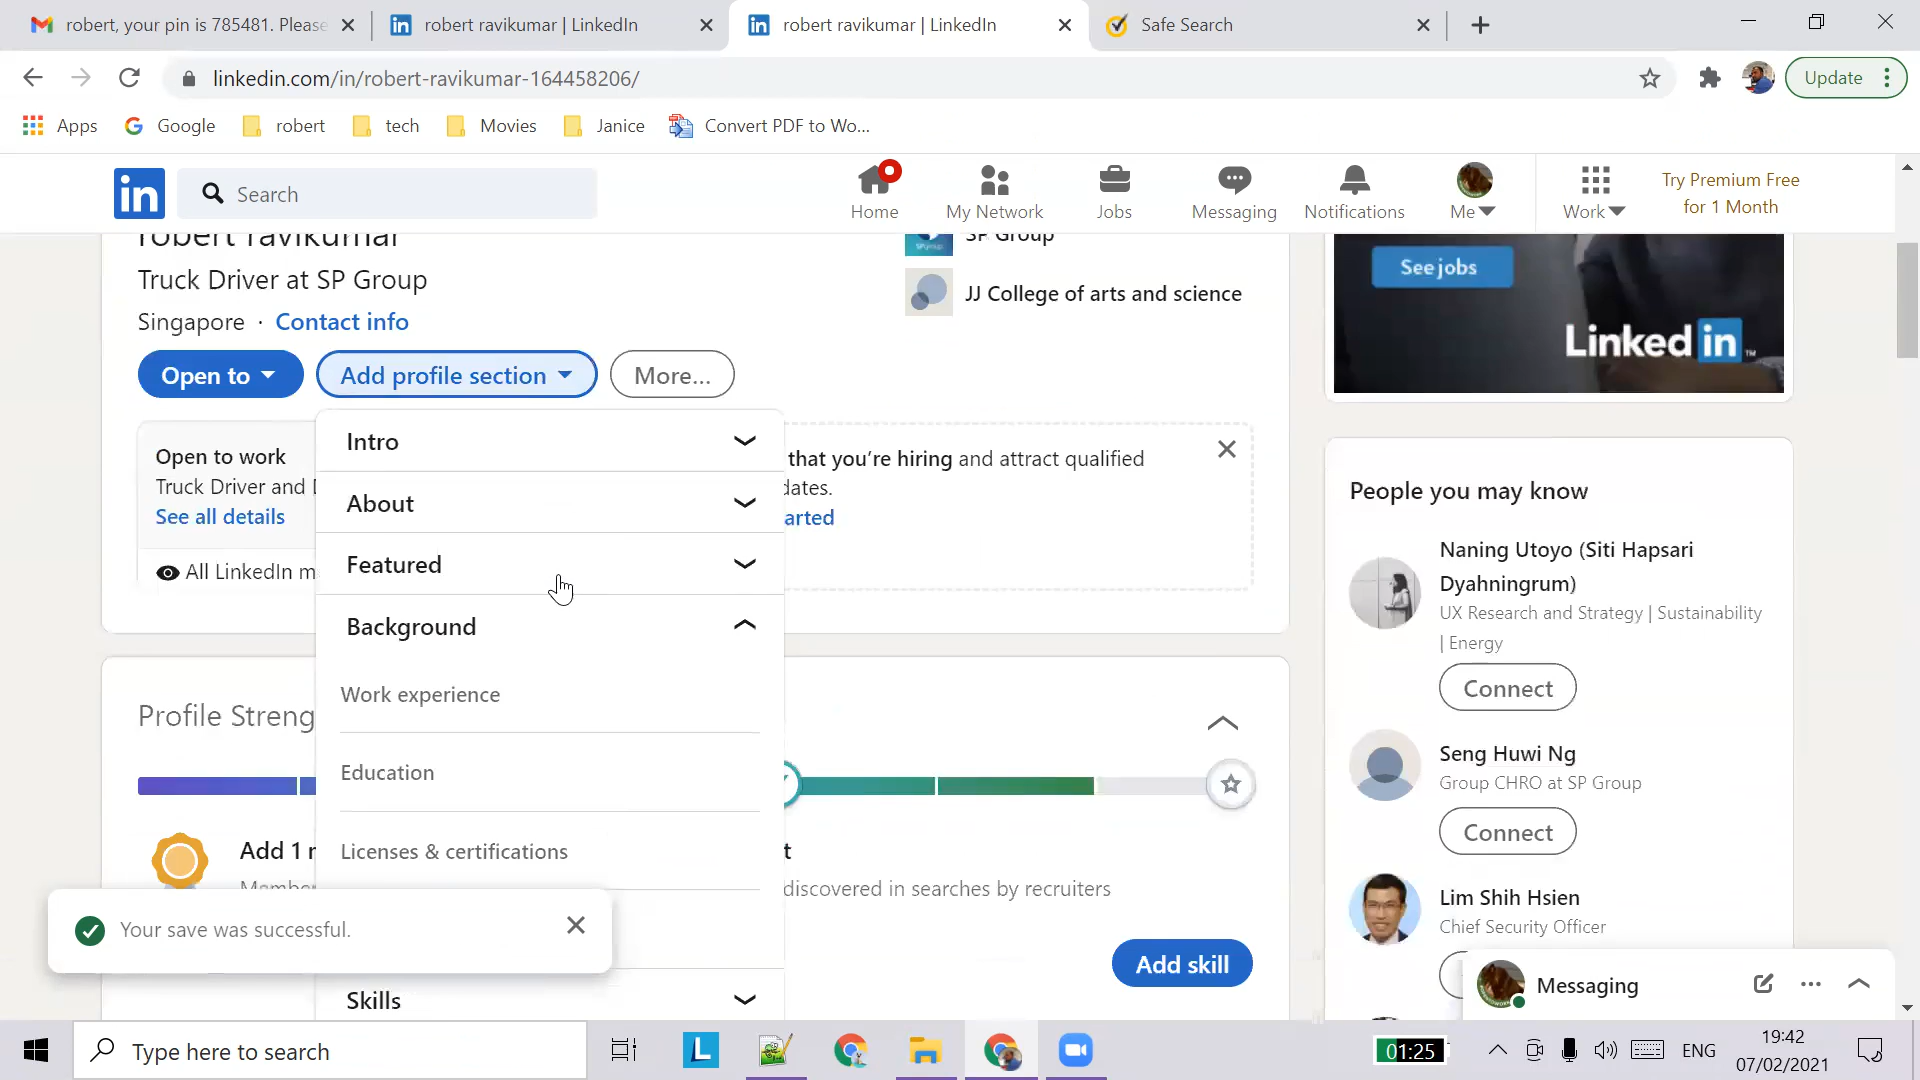 robert, your pin is 785481. Please
robert ravikumar | LinkedIn
robert ravikumar | LinkedIn
Safe Search
linkedin.com/in/robert-ravikumar-164458206/
Update
Apps
Google
robert
tech
Movies
Janice
Convert PDF to Wo...
in
Search
Home
My Network
Jobs
Messaging
Notifications
Me
Work
Try Premium Free
for 1 Month
robert ravikumar
Truck Driver at SP Group
Singapore · Contact info
SP Group
JJ College of arts and science
Open to
Add profile section
More...
Open to work
Truck Driver and
See all details
All LinkedIn m
that you're hiring and attract qualified
dates.
arted
Intro
About
Featured
Background
Work experience
Education
Licenses & certifications
Skills
Profile Streng
Add 1
Member
discovered in searches by recruiters
Add skill
Your save was successful.
See jobs
Linked in
People you may know
Naning Utoyo (Siti Hapsari
Dyahningrum)
UX Research and Strategy | Sustainability
| Energy
Connect
Seng Huwi Ng
Group CHRO at SP Group
Connect
Lim Shih Hsien
Chief Security Officer
Messaging
Type here to search
L
01:25
ENG
19:42
07/02/2021